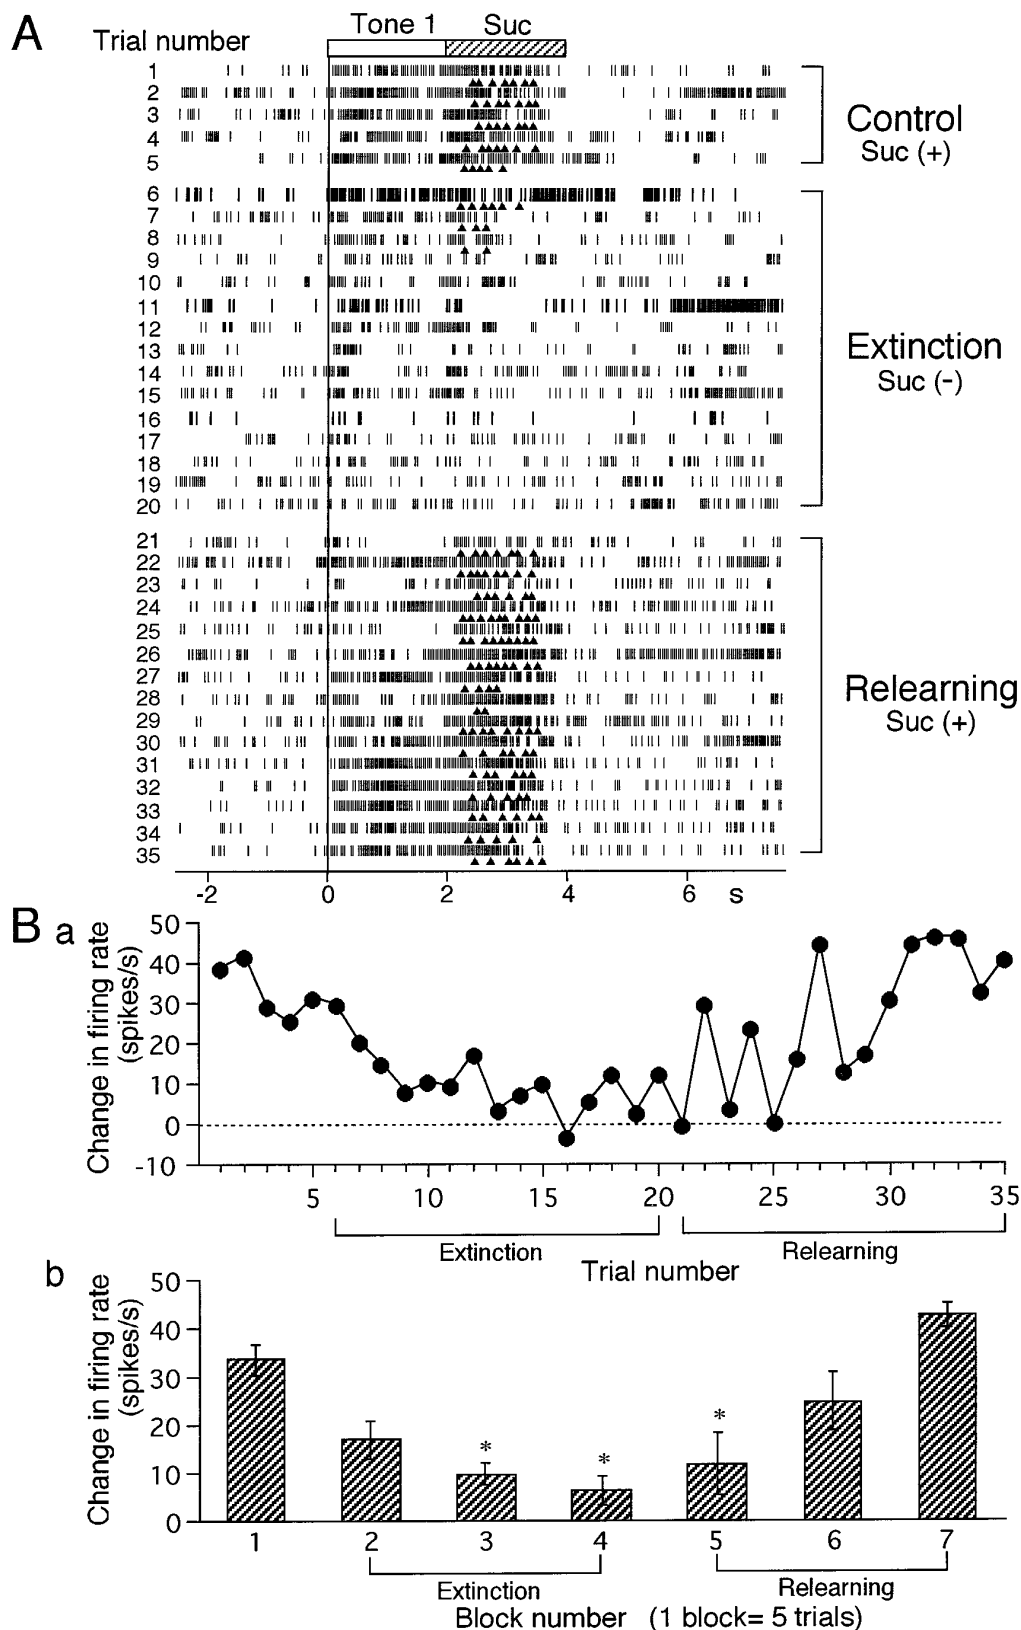 A
Tone 1
Suc
Trial number
1
2
3
4
5
Control
Suc (+)
6
7
8
9
10
11
12
13
14
15
16
17
18
19
20
Extinction
Suc (-)
21
22
23
24
25
26
27
28
29
30
31
32
33
34
35
Relearning
Suc (+)
-2 0 2 4 6 s
B a
Change in firing rate
(spikes/s)
50
40
30
20
10
0
-10
5 10 15 20 25 30 35
Extinction
Relearning
Trial number
b
Change in firing rate
(spikes/s)
50
40
30
20
10
0
*
*
*
1 2 3 4 5 6 7
Extinction
Relearning
Block number (1 block= 5 trials)